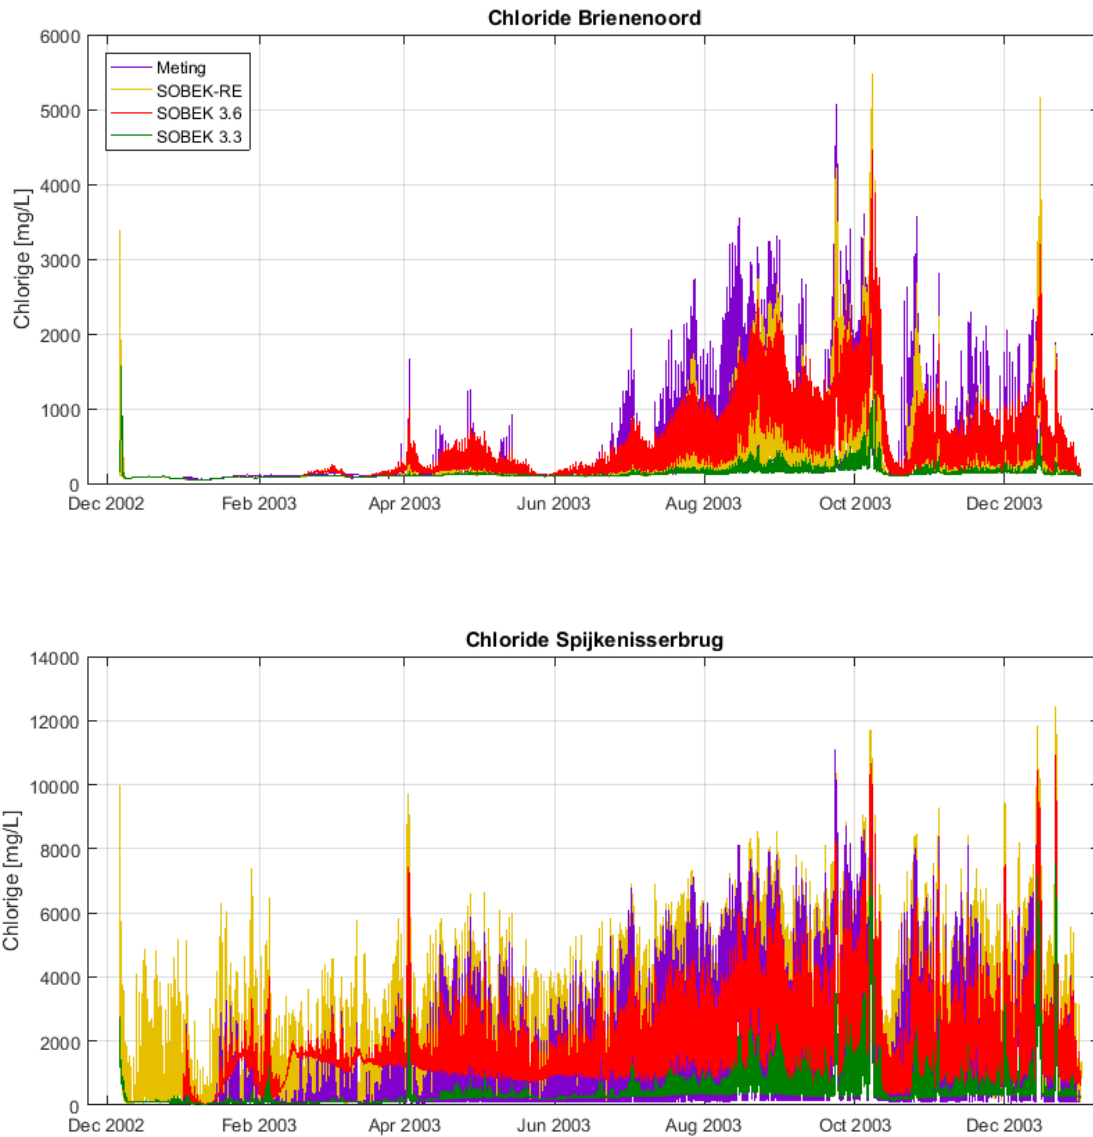 Chloride Brienenoord
6000
5000
4000
3000
2000
1000
0
Chlorige [mg/L]
Meting
SOBEK-RE
SOBEK 3.6
SOBEK 3.3
Dec 2002 Feb 2003 Apr 2003 Jun 2003 Aug 2003 Oct 2003 Dec 2003
Chloride Spijkenisserbrug
14000
12000
10000
8000
6000
4000
2000
0
Chlorige [mg/L]
Dec 2002 Feb 2003 Apr 2003 Jun 2003 Aug 2003 Oct 2003 Dec 2003